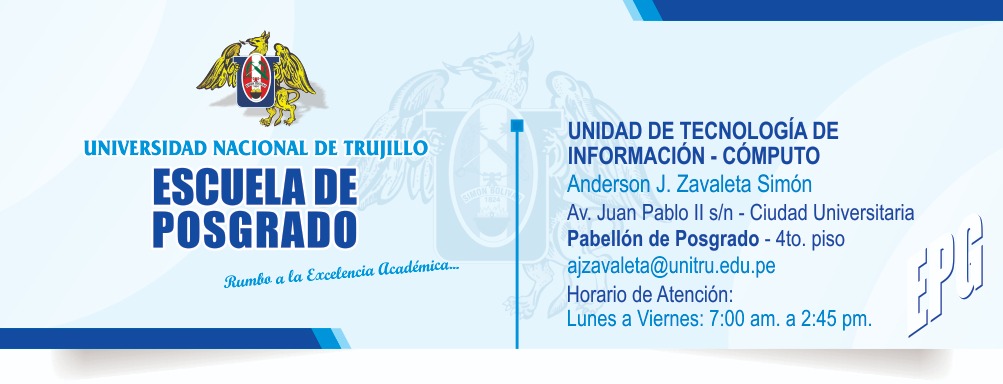 UNIVERSIDAD NACIONAL DE TRUJILLO
ESCUELA DE
POSGRADO
Rumbo a la Excelencia Académica...
UNIDAD DE TECNOLOGÍA DE
INFORMACIÓN - CÓMPUTO
Anderson J. Zavaleta Simón
Av. Juan Pablo II s/n - Ciudad Universitaria
Pabellón de Posgrado - 4to. piso
ajzavaleta@unitru.edu.pe
Horario de Atención:
Lunes a Viernes: 7:00 am. a 2:45 pm.
EPG